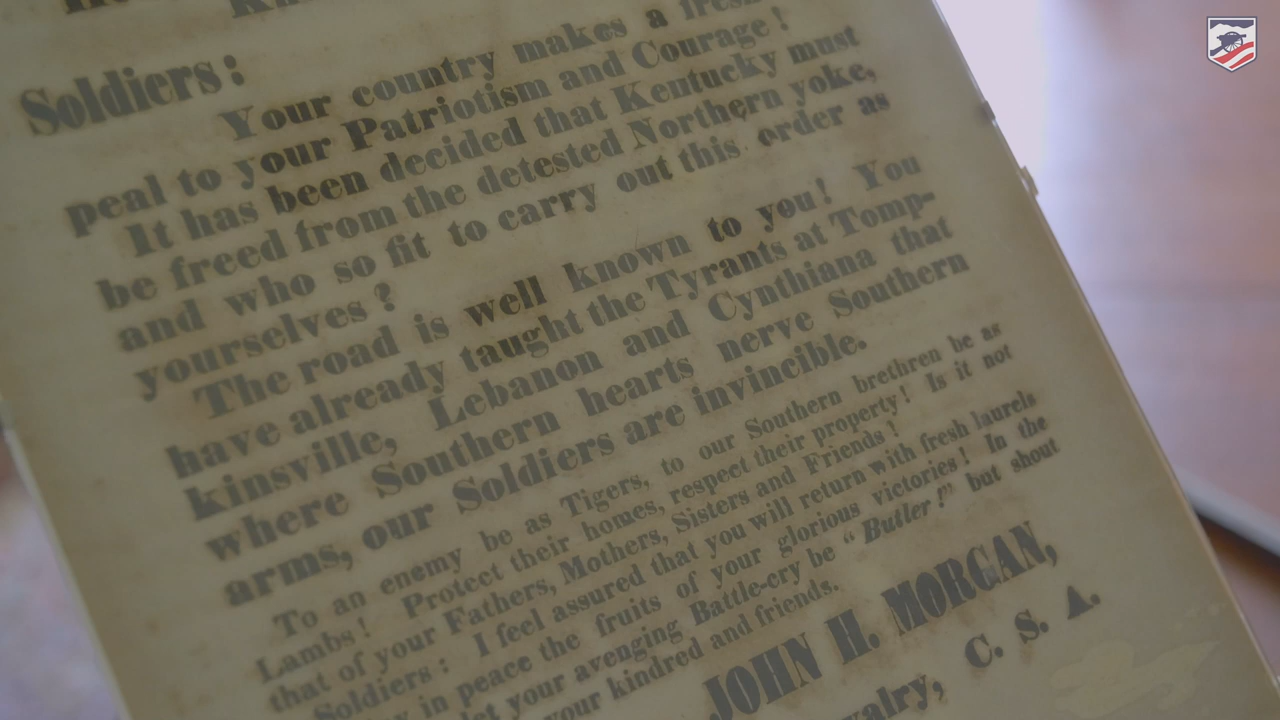 Soldiers:
Your country makes a fresh
peal to your Patriotism and Courage!
It has been decided that Kentucky must
be freed from the detested Northern yoke,
and who so fit to carry out this order as
yourselves?
The road is well known to you! You
have already taught the Tyrants at Tomp-
kinsville, Lebanon and Cynthiana that
where Southern hearts nerve Southern
arms, our Soldiers are invincible.
To an enemy be as Tigers, to our Southern brethren be as
Lambs! Protect their homes, respect their property! Is it not
that of your Fathers, Mothers, Sisters and Friends!
Soldiers: I feel assured that you will return with fresh laurels
in peace the fruits of your glorious victories! In the
let your avenging Battle-cry be "Butler!" but shout
your kindred and friends.
JOHN H. MORGAN,
valry, C. S. A.